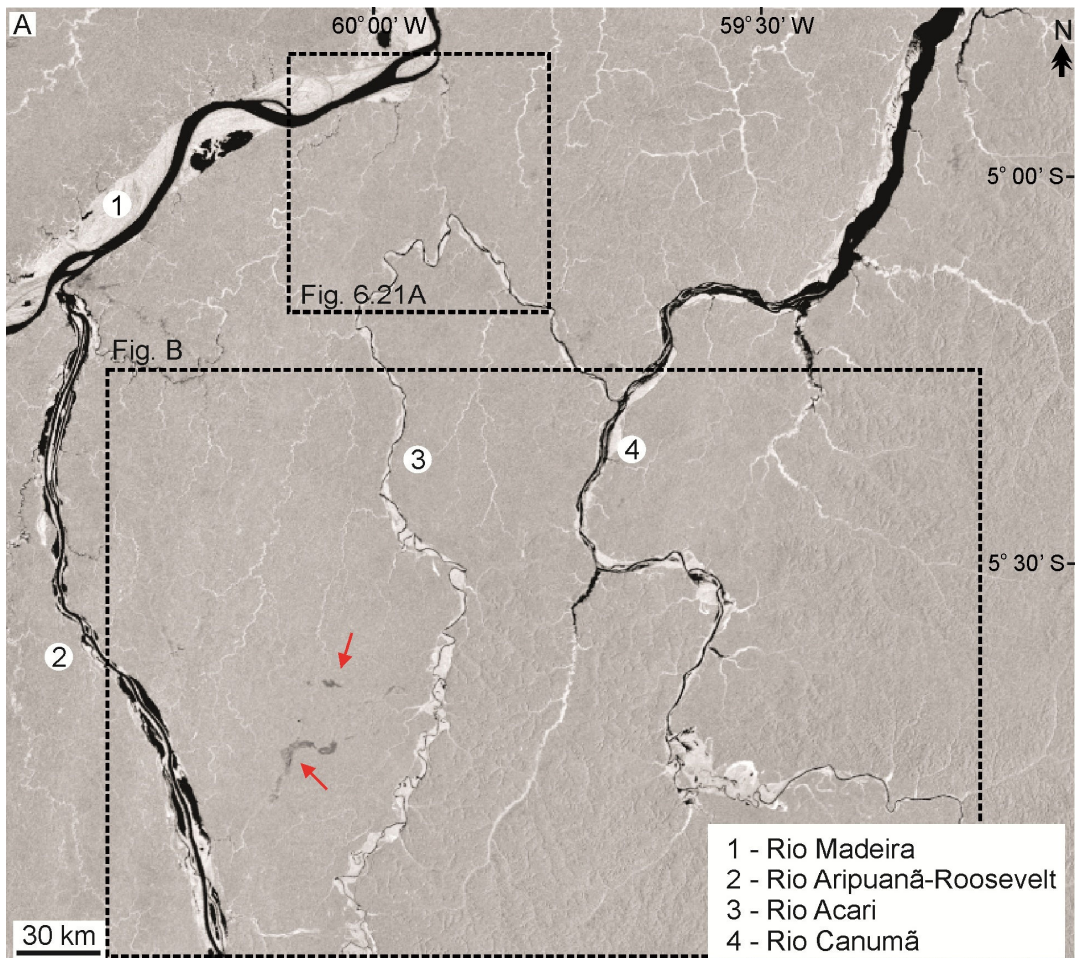 A
60° 00' W
59° 30' W
N
5° 00' S
1
Fig. 6.21A
Fig. B
3
4
5° 30' S
2
1 - Rio Madeira
2 - Rio Aripuanã-Roosevelt
3 - Rio Acari
4 - Rio Canumã
30 km